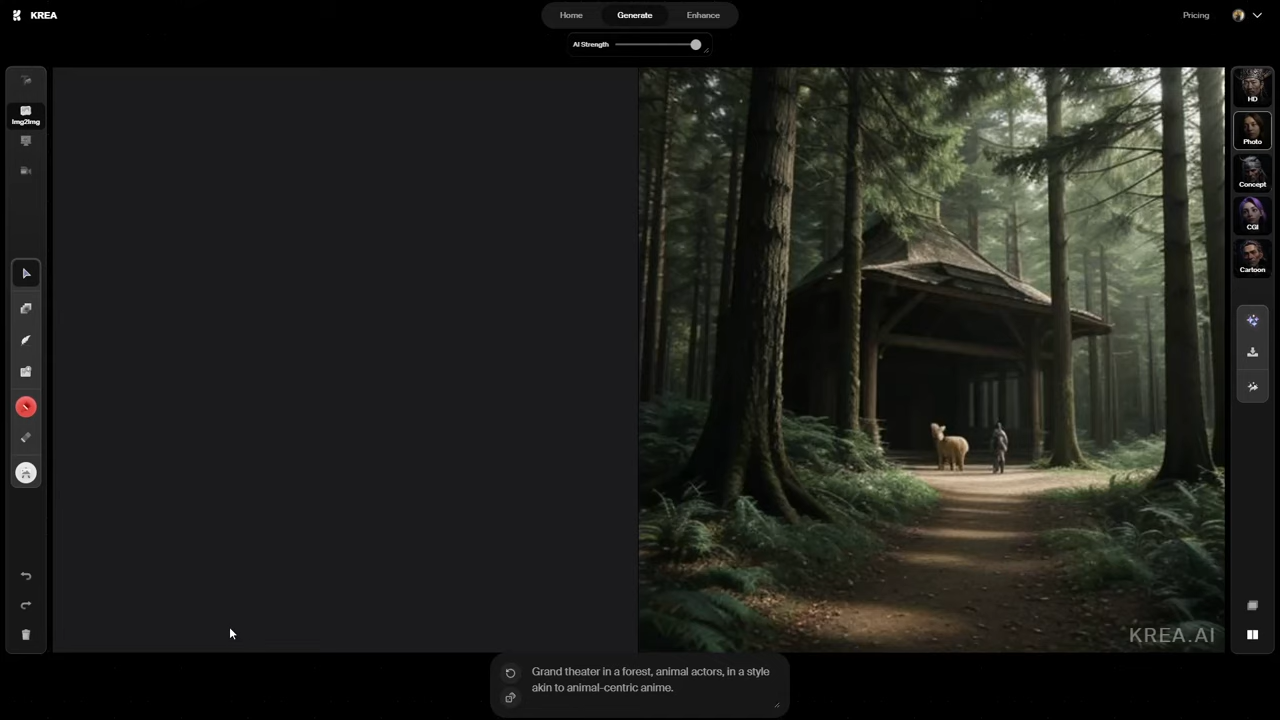 KREA
Home
Generate
Enhance
Pricing
AI Strength
Img2Img
HD
Photo
Concept
CGI
Cartoon
KREA.AI
Grand theater in a forest, animal actors, in a style
akin to animal-centric anime.